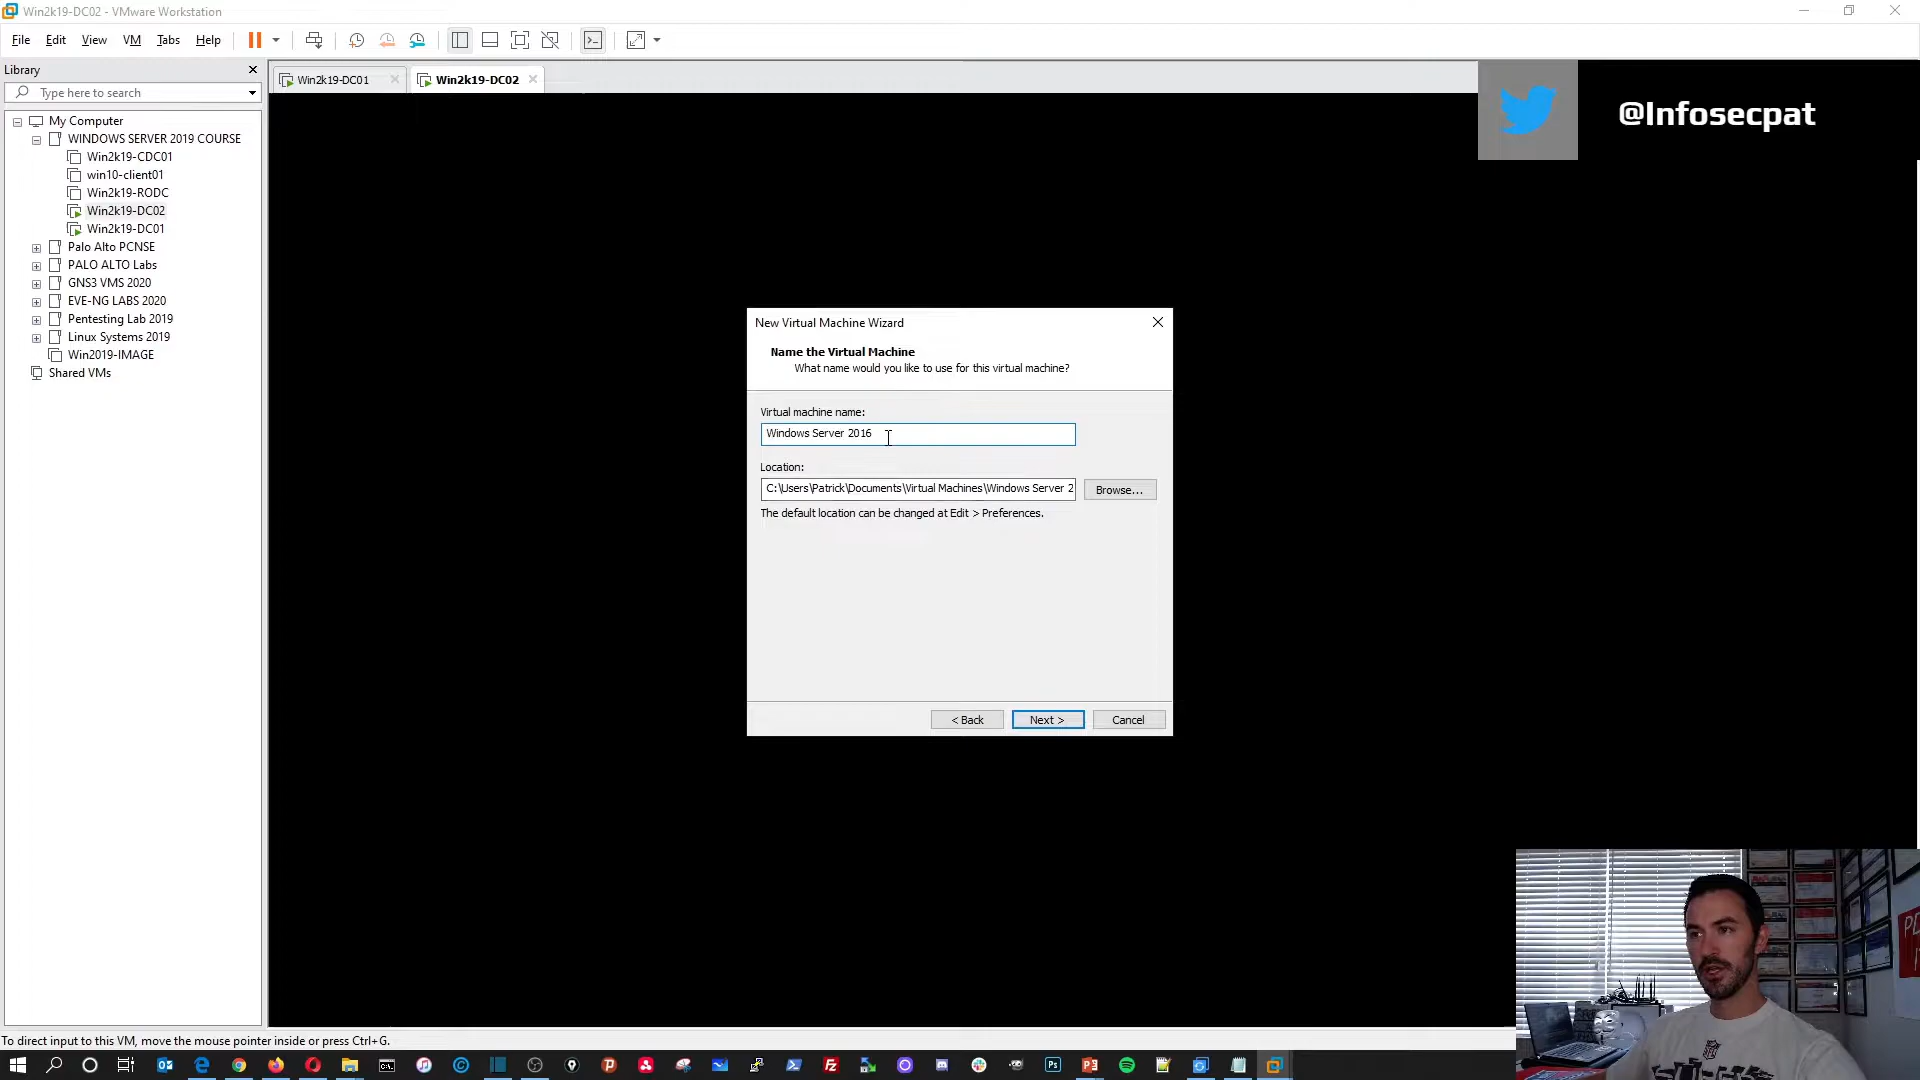 Win2k19-DC02 - VMware Workstation
File Edit View VM Tabs Help
Library
Type here to search
My Computer
WINDOWS SERVER 2019 COURSE
Win2k19-CDC01
win10-client01
Win2k19-RODC
Win2k19-DC02
Win2k19-DC01
Palo Alto PCNSE
PALO ALTO Labs
GNS3 VMS 2020
EVE-NG LABS 2020
Pentesting Lab 2019
Linux Systems 2019
Win2019-IMAGE
Shared VMs
Win2k19-DC01
Win2k19-DC02
@Infosecpat
New Virtual Machine Wizard
Name the Virtual Machine
What name would you like to use for this virtual machine?
Virtual machine name:
Windows Server 2016
Location:
C:\Users\Patrick\Documents\Virtual Machines\Windows Server 2
Browse...
The default location can be changed at Edit > Preferences.
< Back
Next >
Cancel
To direct input to this VM, move the mouse pointer inside or press Ctrl+G.